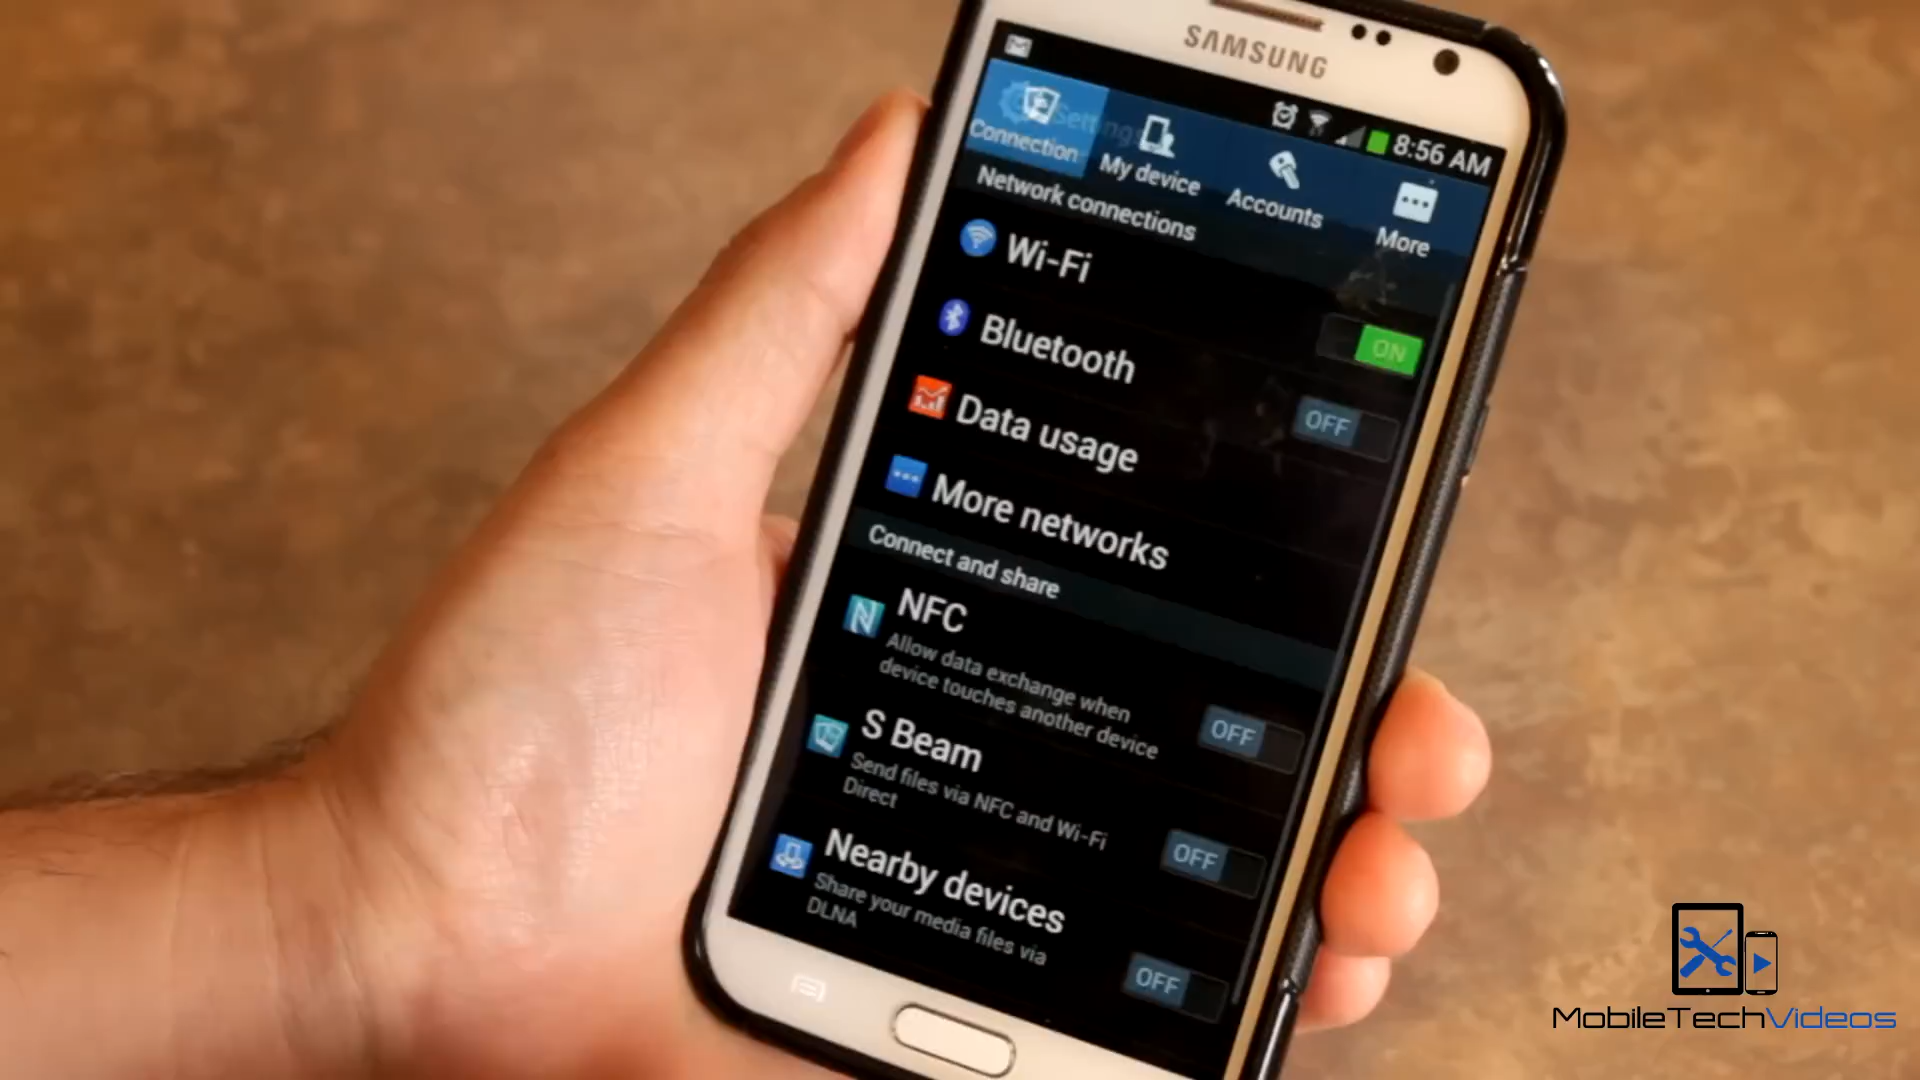 SAMSUNG
8:56 AM
Settings
Connection
My device
Accounts
More
Network connections
Wi-Fi
ON
Bluetooth
OFF
Data usage
More networks
Connect and share
NFC
Allow data exchange when
device touches another device
OFF
S Beam
Send files via NFC and Wi-Fi
Direct
OFF
Nearby devices
Share your media files via
DLNA
OFF
MobileTechVideos